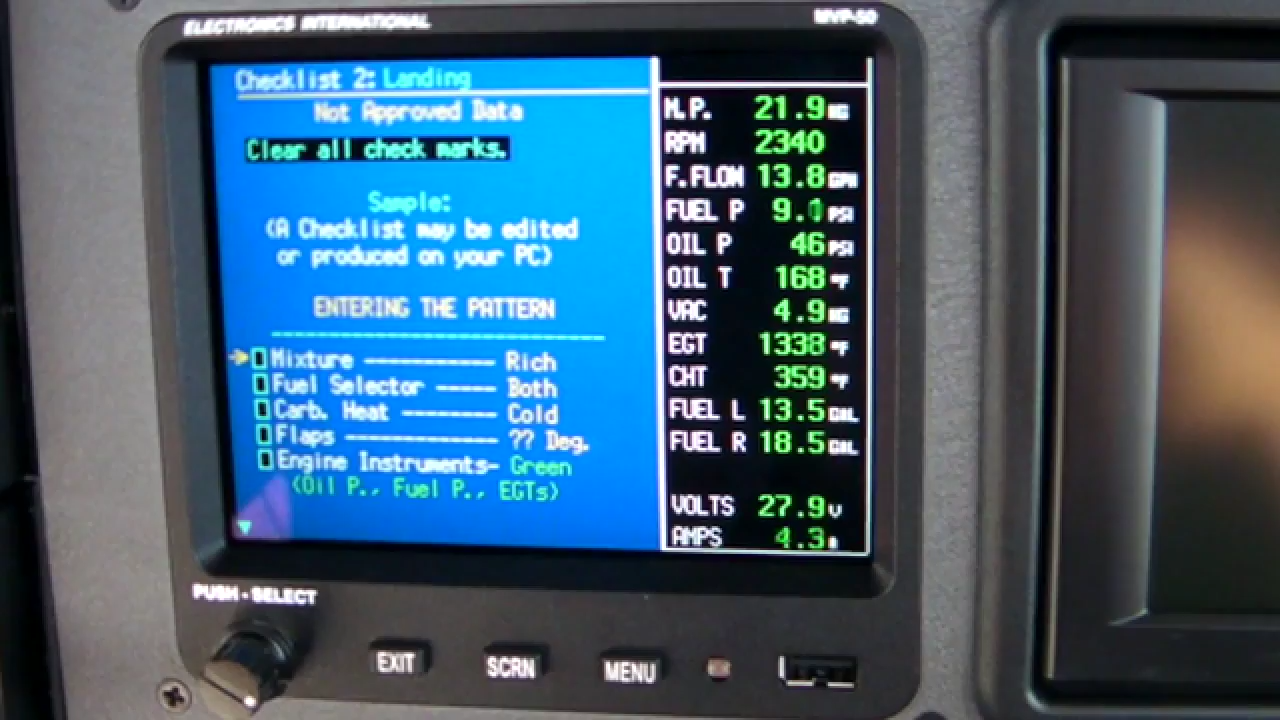 ELECTRONICS INTERNATIONAL
MVP-50
Checklist 2: Landing
Not Approved Data
Clear all check marks.
Sample:
(A Checklist may be edited
or produced on your PC)
ENTERING THE PATTERN
Mixture ---------- Rich
Fuel Selector ----- Both
Carb. Heat -------- Cold
Flaps ------------- ?? Deg.
Engine Instruments- Green
(Oil P., Fuel P., EGTs)
M.P. 21.9 HG
RPM 2340
F.FLOW 13.8 GPH
FUEL P 9. PSI
OIL P 46 PSI
OIL T 168 °F
VAC 4.9 HG
EGT 1338 °F
CHT 359 °F
FUEL L 13.5 GAL
FUEL R 18.5 GAL
VOLTS 27.9 V
AMPS 4.3 A
PUSH - SELECT
EXIT
SCRN
MENU